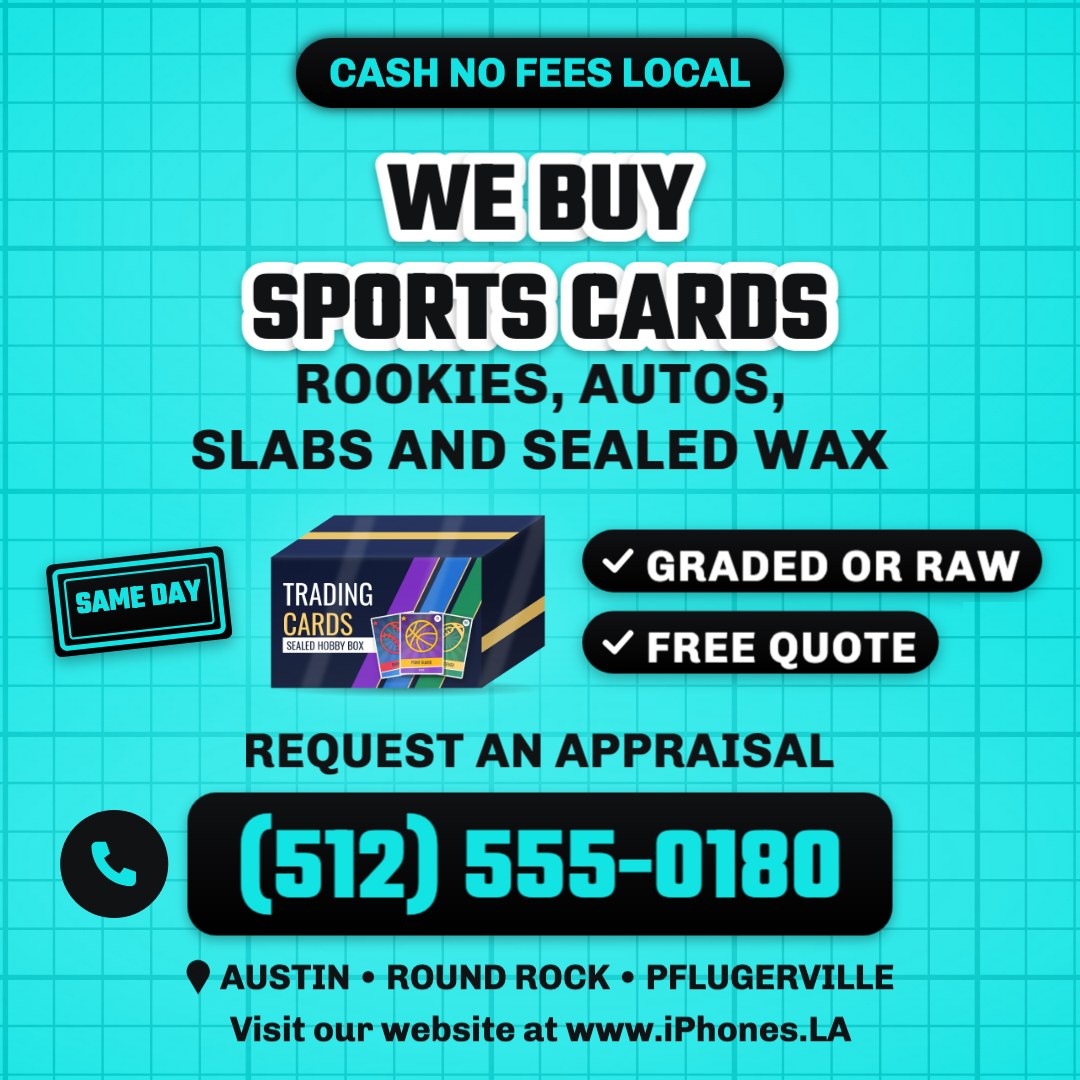 CASH NO FEES LOCAL
WE BUY
SPORTS CARDS
ROOKIES, AUTOS,
SLABS AND SEALED WAX
SAME DAY
TRADING
CARDS
SEALED HOBBY BOX
GRADED OR RAW
FREE QUOTE
REQUEST AN APPRAISAL
(512) 555-0180
AUSTIN • ROUND ROCK • PFLUGERVILLE
Visit our website at www.iPhones.LA